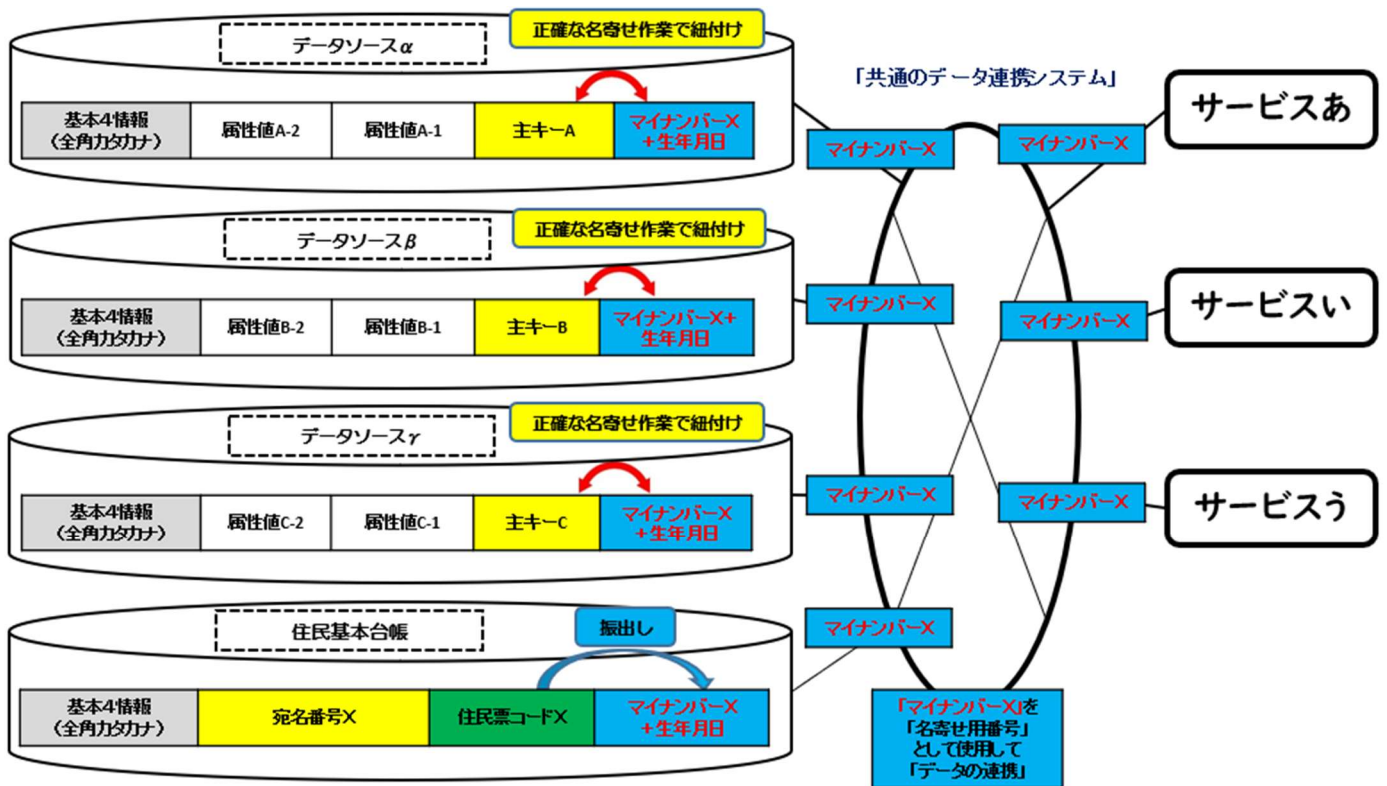 データソースα
正確な名寄せ作業で紐付け
基本4情報
(全角カタカナ)
属性値A-2
属性値A-1
主キーA
マイナンバーX
+生年月日
データソースβ
正確な名寄せ作業で紐付け
基本4情報
(全角カタカナ)
属性値B-2
属性値B-1
主キーB
マイナンバーX+
生年月日
データソースγ
正確な名寄せ作業で紐付け
基本4情報
(全角カタカナ)
属性値C-2
属性値C-1
主キーC
マイナンバーX
+生年月日
住民基本台帳
振出し
基本4情報
(全角カタカナ)
宛名番号X
住民票コードX
マイナンバーX
+生年月日
「共通のデータ連携システム」
マイナンバーX
マイナンバーX
マイナンバーX
マイナンバーX
マイナンバーX
マイナンバーX
マイナンバーX
「マイナンバーX」を
「名寄せ用番号」
として使用して
「データの連携」
サービスあ
サービスい
サービスう